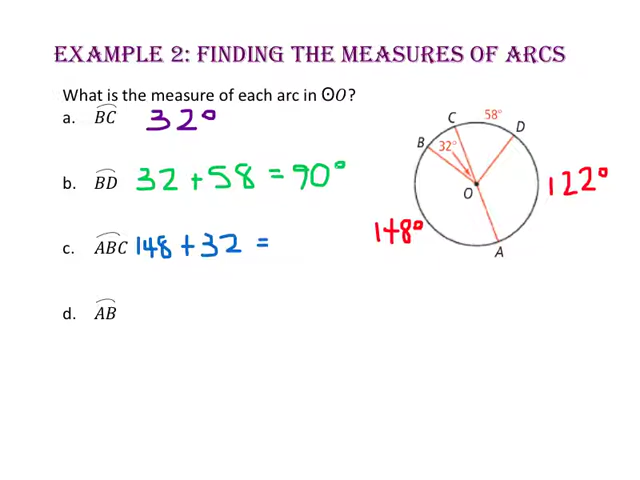 EXAMPLE 2: FINDING THE MEASURES OF ARCS
What is the measure of each arc in ʘO?
a. BC 32°
b. BD 32 + 58 = 90°
c. ABC 148 + 32 =
d. AB
C 58° D
B 32°
O 122°
148°
A